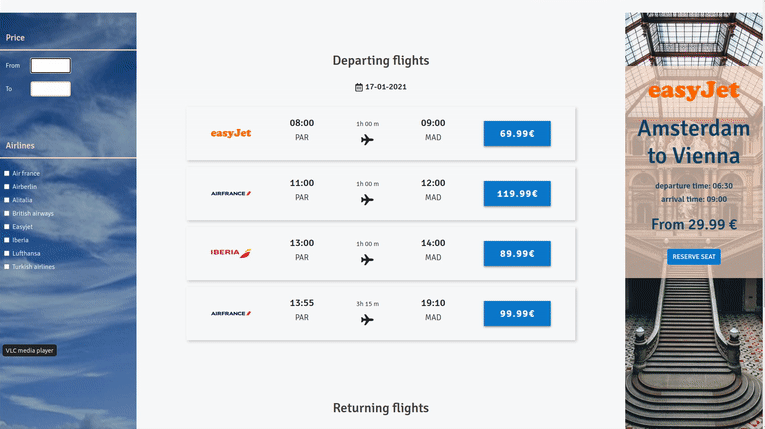 Price
From
To
Airlines
Air france
Airberlin
Alitalia
British airways
Easyjet
Iberia
Lufthansa
Turkish airlines
VLC media player
Departing flights
17-01-2021
easyJet
08:00
PAR
1h 00 m
09:00
MAD
69.99€
AIRFRANCE
11:00
PAR
1h 00 m
12:00
MAD
119.99€
IBERIA
13:00
PAR
1h 00 m
14:00
MAD
89.99€
AIRFRANCE
13:55
PAR
3h 15 m
19:10
MAD
99.99€
Returning flights
easyJet
Amsterdam
to Vienna
departure time: 06:30
arrival time: 09:00
From 29.99 €
RESERVE SEAT